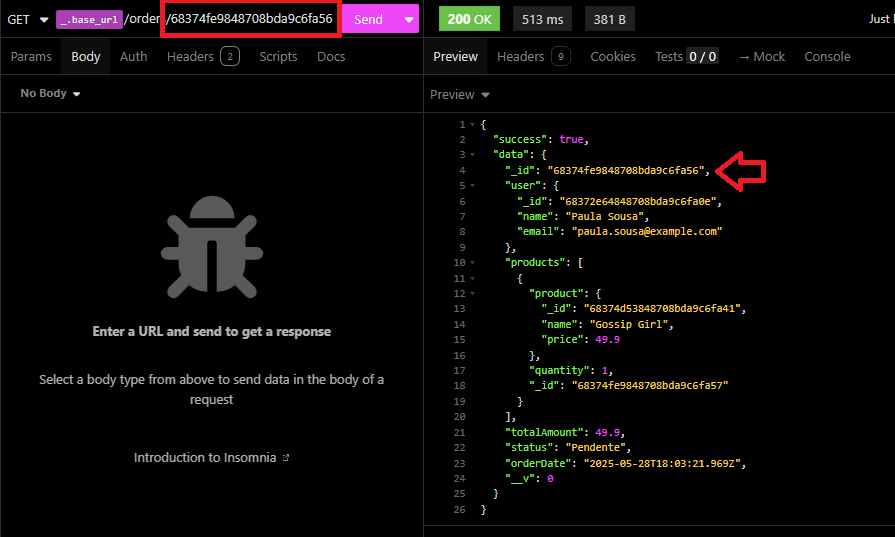 GET _.base_url /order /68374fe9848708bda9c6fa56 Send
200 OK 513 ms 381 B Just
Params Body Auth Headers 2 Scripts Docs
Preview Headers 9 Cookies Tests 0 / 0 → Mock Console
No Body
Preview
Enter a URL and send to get a response
Select a body type from above to send data in the body of a
request
Introduction to Insomnia
1 {
2 "success": true,
3 "data": {
4 "_id": "68374fe9848708bda9c6fa56",
5 "user": {
6 "_id": "68372e64848708bda9c6fa0e",
7 "name": "Paula Sousa",
8 "email": "paula.sousa@example.com"
9 },
10 "products": [
11 {
12 "product": {
13 "_id": "68374d53848708bda9c6fa41",
14 "name": "Gossip Girl",
15 "price": 49.9
16 },
17 "quantity": 1,
18 "_id": "68374fe9848708bda9c6fa57"
19 }
20 ],
21 "totalAmount": 49.9,
22 "status": "Pendente",
23 "orderDate": "2025-05-28T18:03:21.969Z",
24 "__v": 0
25 }
26 }